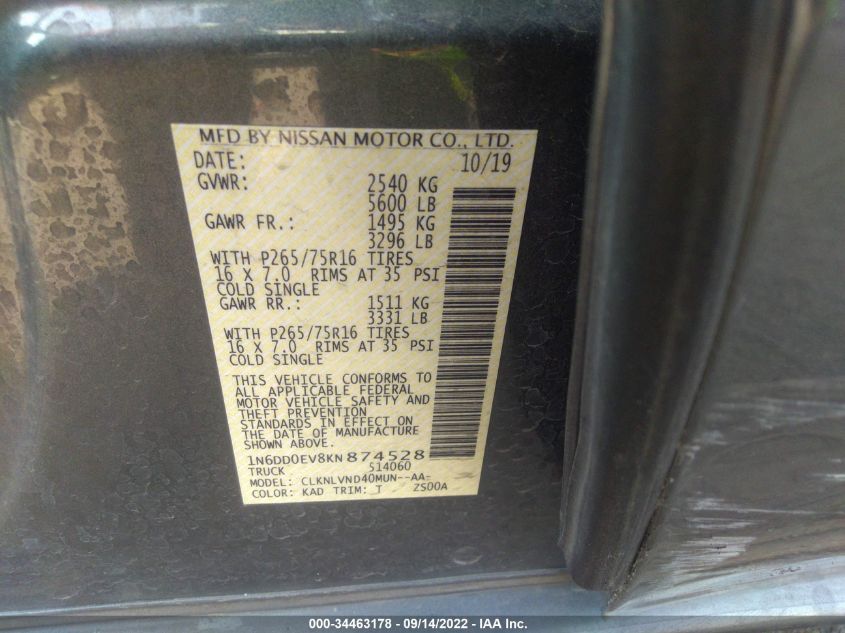 MFD BY NISSAN MOTOR CO., LTD.
DATE: 10/19
GVWR: 2540 KG
5600 LB
GAWR FR.: 1495 KG
3296 LB
WITH P265/75R16 TIRES
16 X 7.0 RIMS AT 35 PSI
COLD SINGLE
GAWR RR.: 1511 KG
3331 LB
WITH P265/75R16 TIRES
16 X 7.0 RIMS AT 35 PSI
COLD SINGLE
THIS VEHICLE CONFORMS TO
ALL APPLICABLE FEDERAL
MOTOR VEHICLE SAFETY AND
THEFT PREVENTION
STANDARDS IN EFFECT ON
THE DATE OF MANUFACTURE
SHOWN ABOVE.
1N6DD0EV8KN874528
TRUCK 514060
MODEL: CLKNLVND40MUN--AA-
COLOR: KAD TRIM: T ZS00A
000-34463178 - 09/14/2022 - IAA Inc.